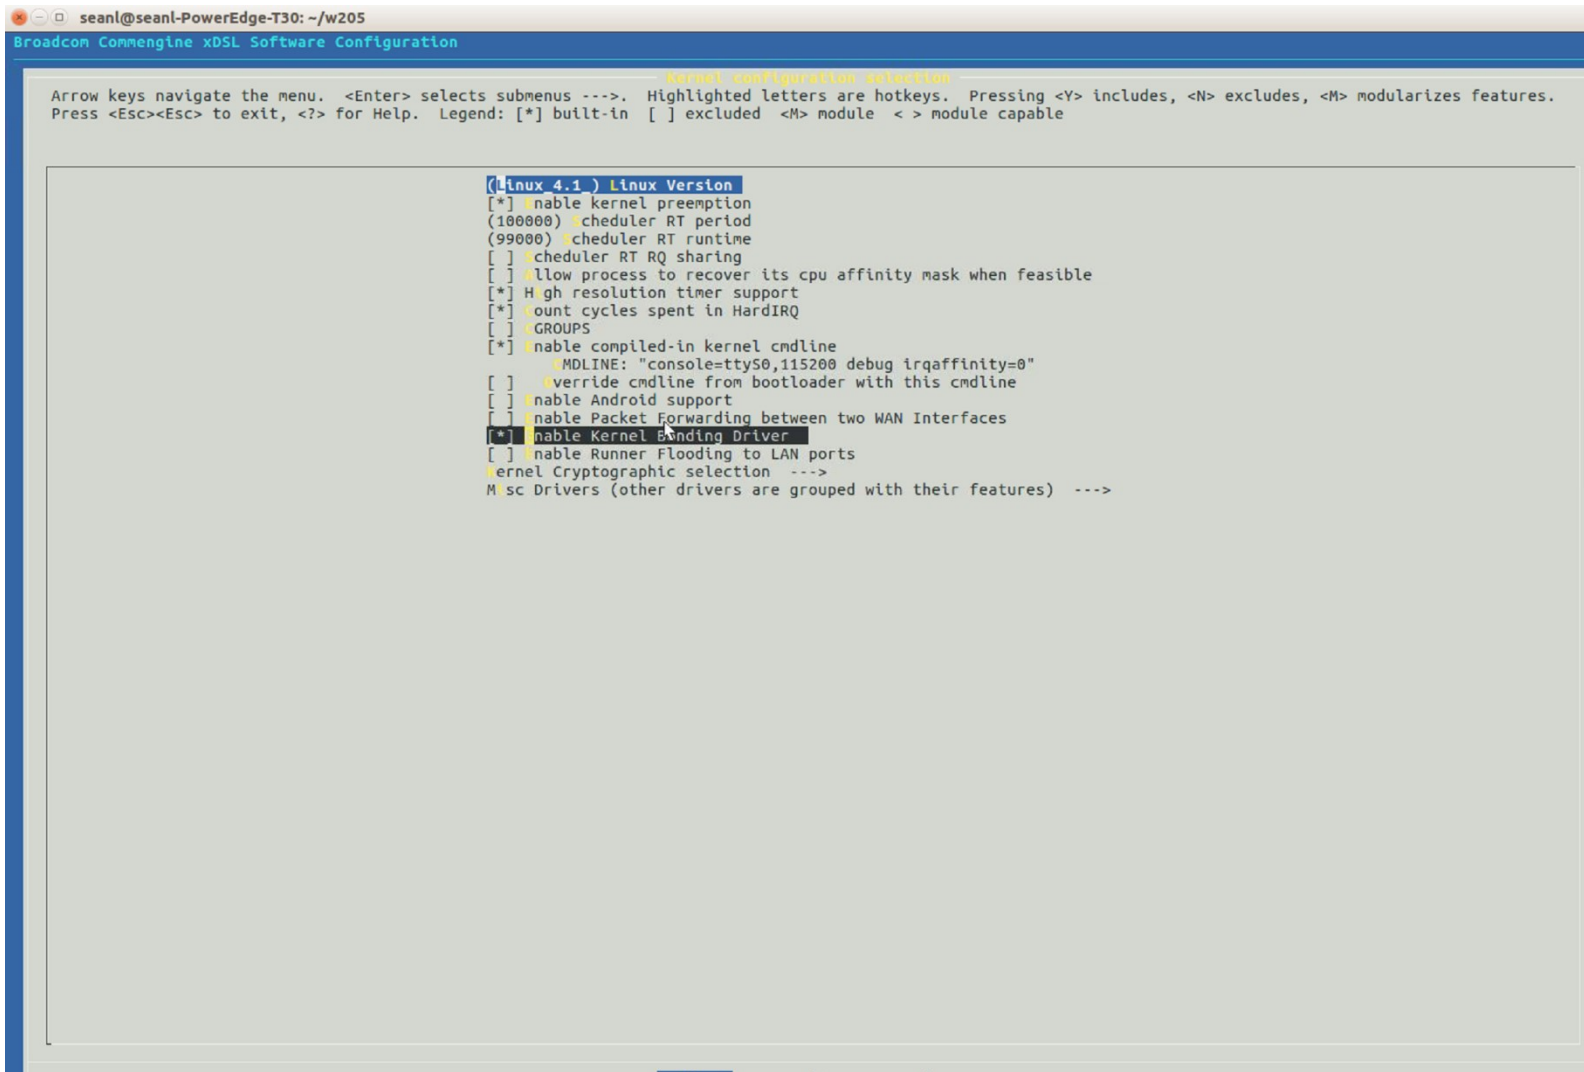 seanl@seanl-PowerEdge-T30: ~/w205
Broadcom Commengine xDSL Software Configuration
Kernel configuration selection
Arrow keys navigate the menu.  <Enter> selects submenus --->.  Highlighted letters are hotkeys.  Pressing <Y> includes, <N> excludes, <M> modularizes features.
Press <Esc><Esc> to exit, <?> for Help.  Legend: [*] built-in  [ ] excluded  <M> module  < > module capable
(Linux_4.1_) Linux Version
[*] Enable kernel preemption
(100000) Scheduler RT period
(99000) Scheduler RT runtime
[ ] Scheduler RT RQ sharing
[ ] Allow process to recover its cpu affinity mask when feasible
[*] High resolution timer support
[*] Count cycles spent in HardIRQ
[ ] CGROUPS
[*] Enable compiled-in kernel cmdline
CMDLINE: "console=ttyS0,115200 debug irqaffinity=0"
[ ] Override cmdline from bootloader with this cmdline
[ ] Enable Android support
[ ] Enable Packet Forwarding between two WAN Interfaces
[*] Enable Kernel Bonding Driver
[ ] Enable Runner Flooding to LAN ports
Kernel Cryptographic selection  --->
Misc Drivers (other drivers are grouped with their features)  --->